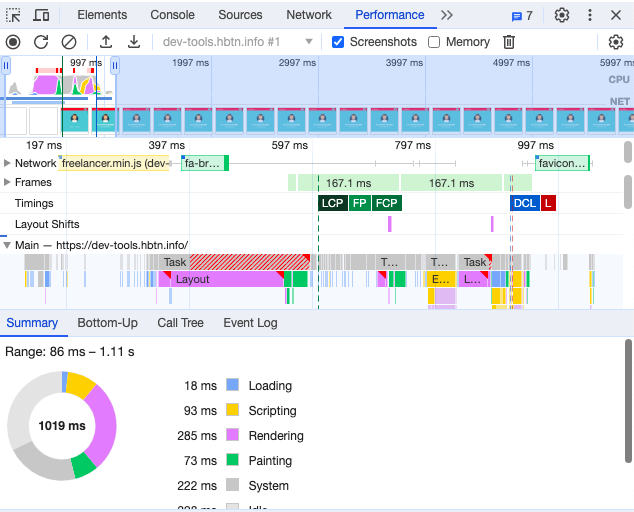 Elements Console Sources Network Performance 7
dev-tools.hbtn.info #1 Screenshots Memory
997 ms 1997 ms 2997 ms 3997 ms 4997 ms 5997 ms
CPU
NET
197 ms 397 ms 597 ms 797 ms 997 ms
Network freelancer.min.js (dev- fa-br… favicon…
Frames 167.1 ms 167.1 ms
Timings LCP FP FCP DCL L
Layout Shifts
Main — https://dev-tools.hbtn.info/
Task T… T… Task
Layout E… L…
Summary Bottom-Up Call Tree Event Log
Range: 86 ms – 1.11 s
18 ms Loading
93 ms Scripting
1019 ms
285 ms Rendering
73 ms Painting
222 ms System
Idle